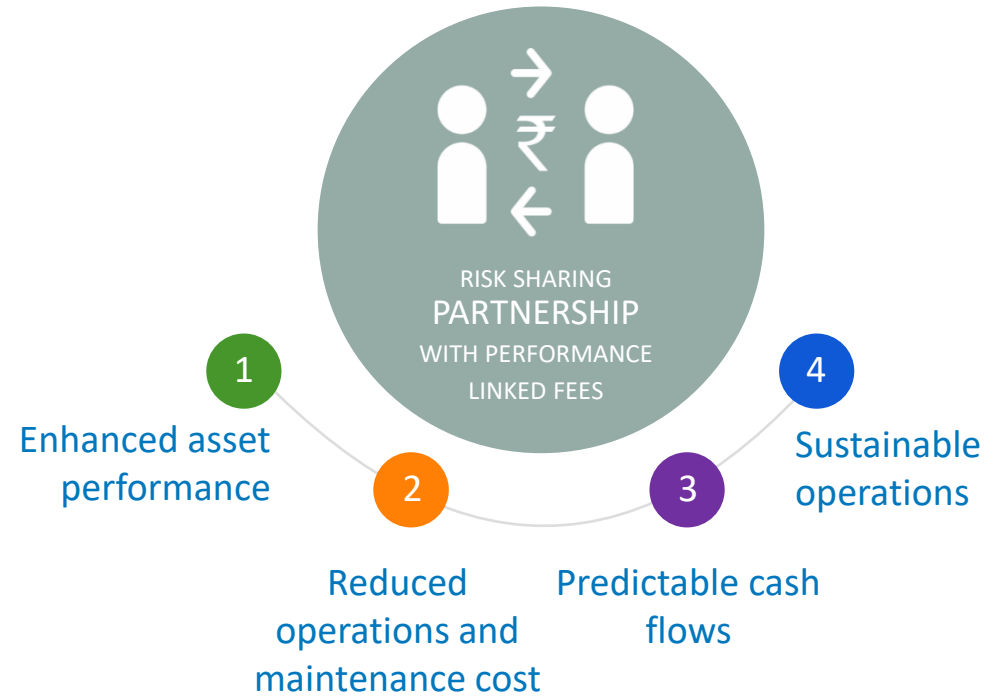 ₹
RISK SHARING
PARTNERSHIP
WITH PERFORMANCE
LINKED FEES
1
Enhanced asset
performance
2
Reduced
operations and
maintenance cost
3
Predictable cash
flows
4
Sustainable
operations